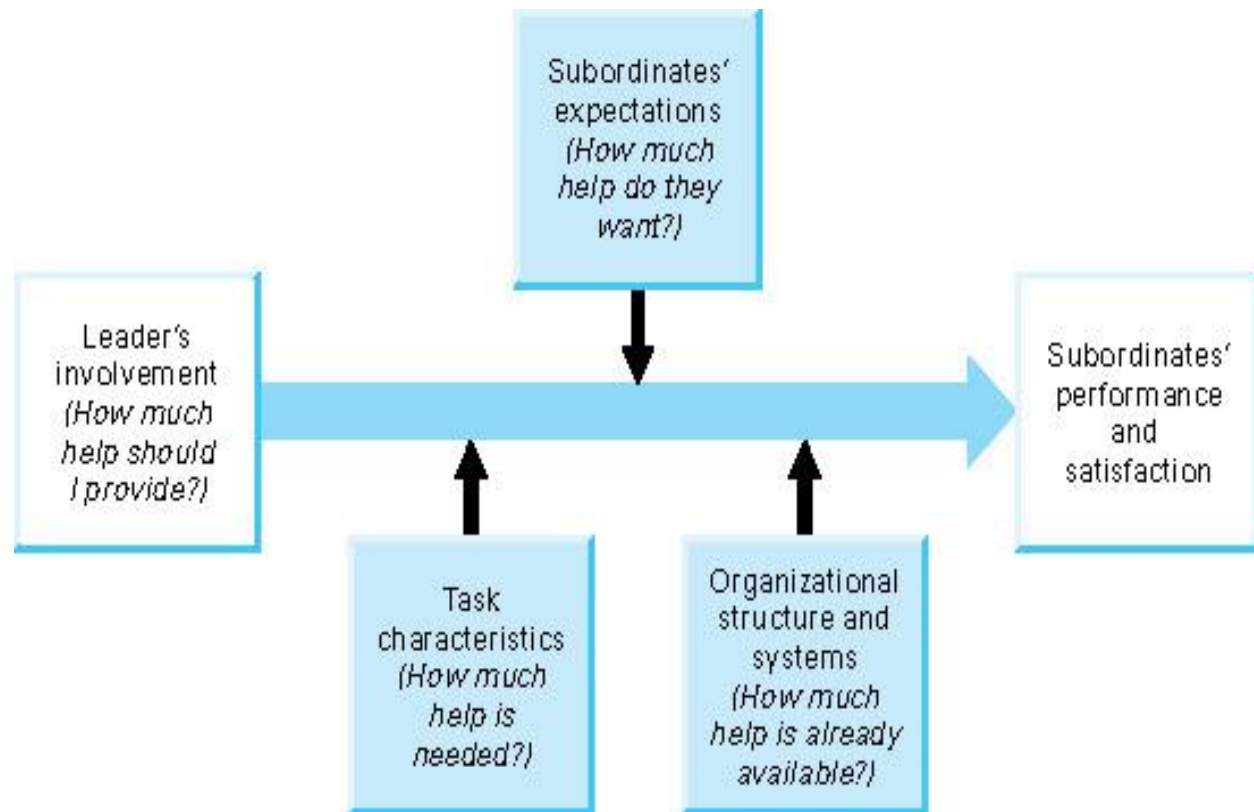 Subordinates'
expectations
(How much
help do they
want?)
Leader's
involvement
(How much
help should
I provide?)
Subordinates'
performance
and
satisfaction
Task
characteristics
(How much
help is
needed?)
Organizational
structure and
systems
(How much
help is already
available?)